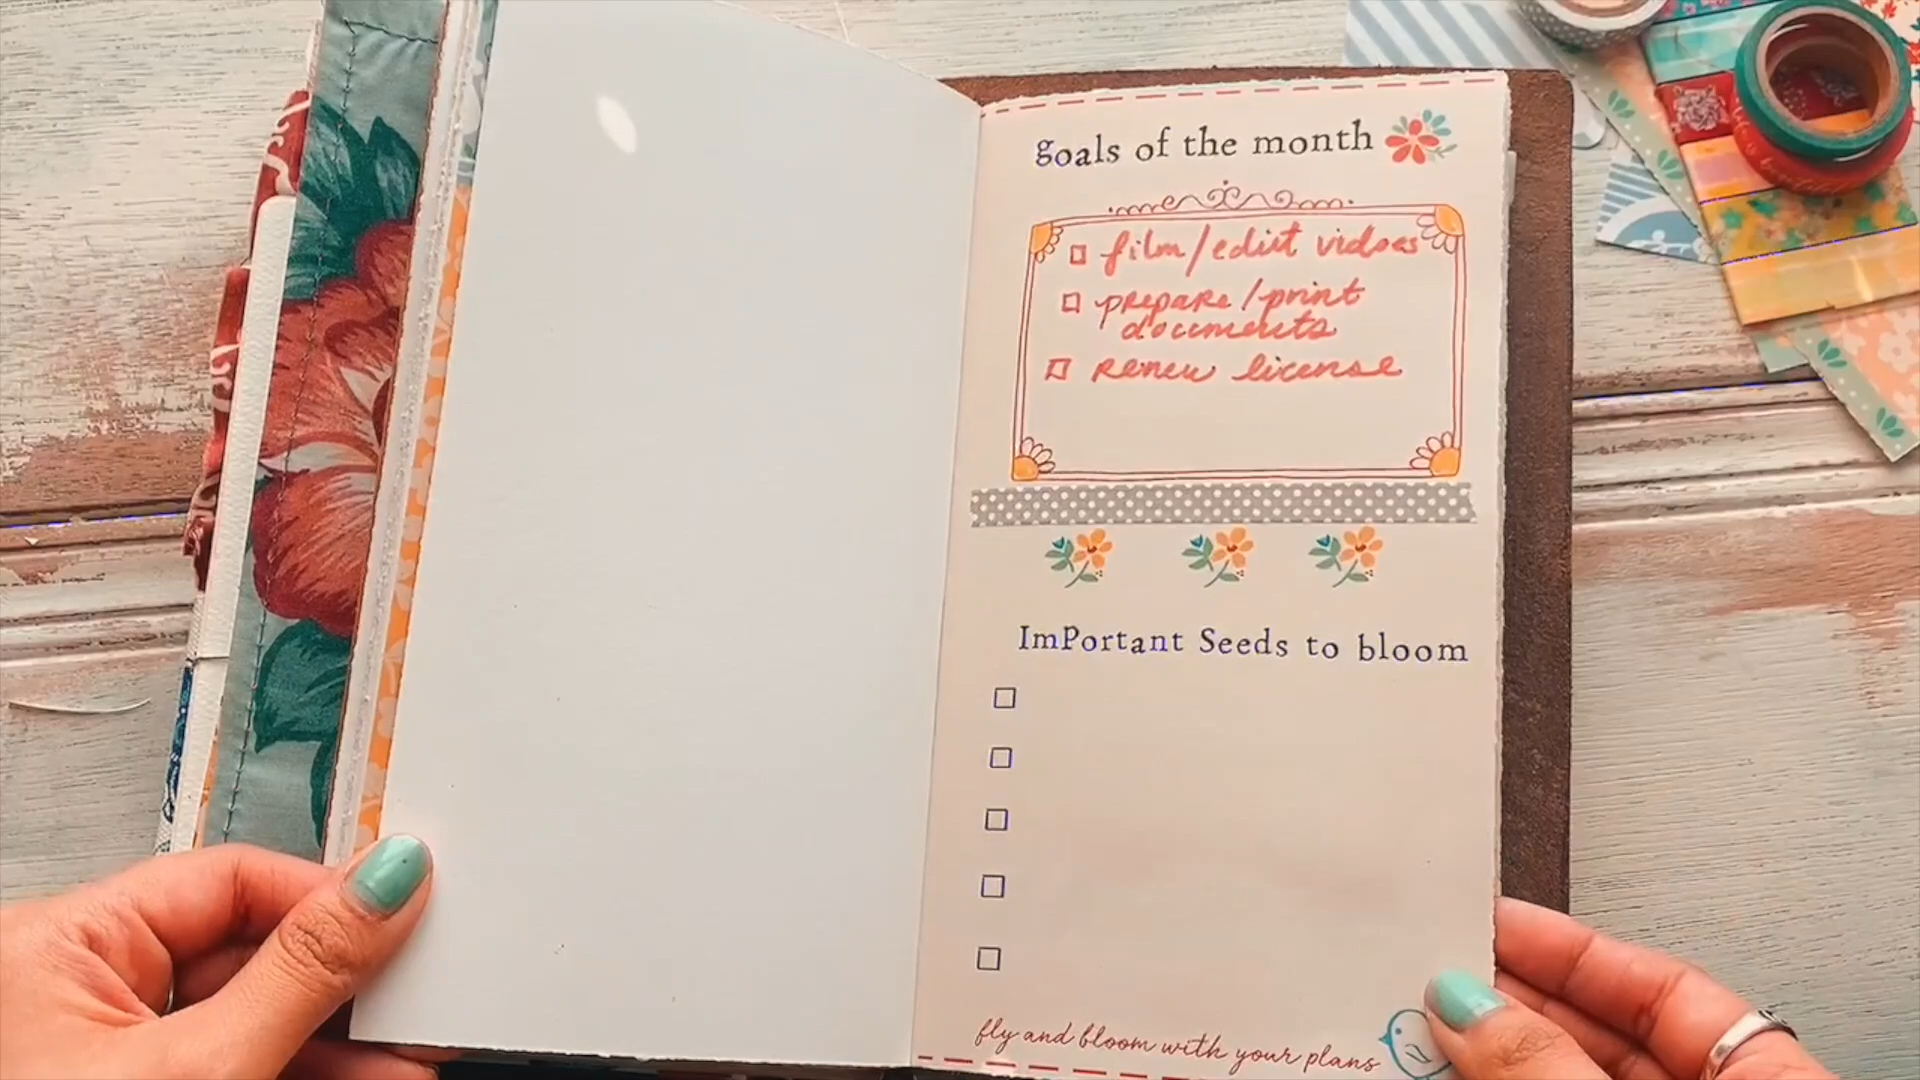 goals of the month
film/edit vidoes
prepare/print
documents
renew license
ImPortant Seeds to bloom
fly and bloom with your plans